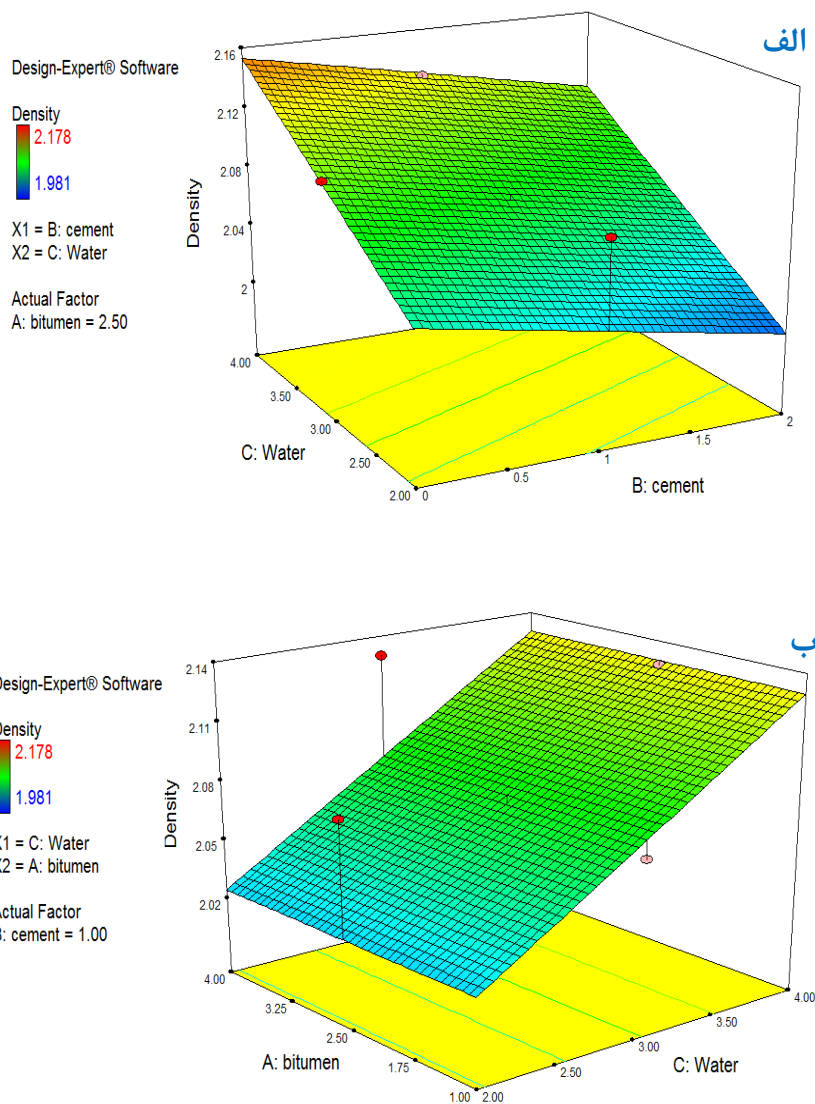 الف
Design-Expert® Software
Density
2.178
1.981
X1 = B: cement
X2 = C: Water
Actual Factor
A: bitumen = 2.50
2.16
2.12
2.08
2.04
2
Density
4.00
3.50
3.00
2.50
2.00
C: Water
0
0.5
1
1.5
2
B: cement
ب
Design-Expert® Software
Density
2.178
1.981
X1 = C: Water
X2 = A: bitumen
Actual Factor
B: cement = 1.00
2.14
2.11
2.08
2.05
2.02
Density
4.00
3.25
2.50
1.75
1.00
A: bitumen
2.00
2.50
3.00
3.50
4.00
C: Water